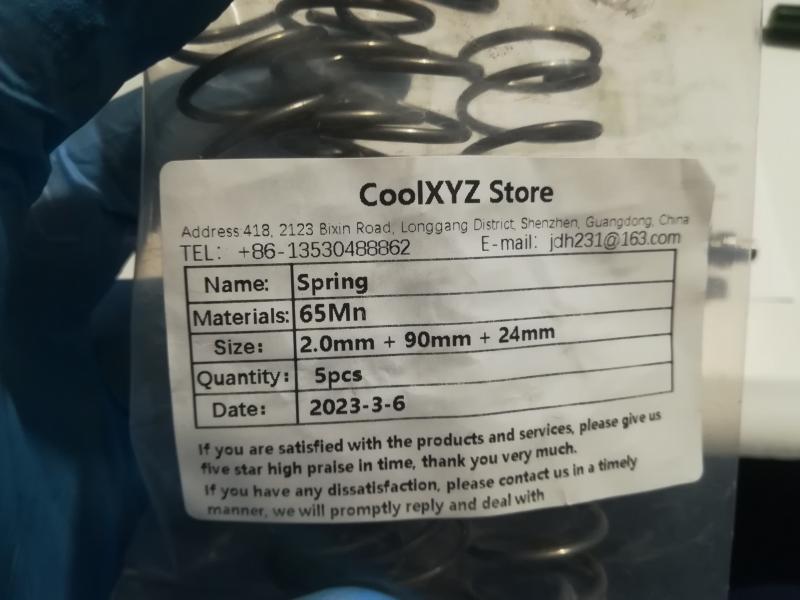 CoolXYZ Store
Address:418, 2123 Bixin Road, Longgang District, Shenzhen, Guangdong, China
TEL: +86-13530488862 E-mail: jdh231@163.com
Name: Spring
Materials: 65Mn
Size: 2.0mm + 90mm + 24mm
Quantity: 5pcs
Date: 2023-3-6
If you are satisfied with the products and services, please give us
five star high praise in time, thank you very much.
If you have any dissatisfaction, please contact us in a timely
manner, we will promptly reply and deal with